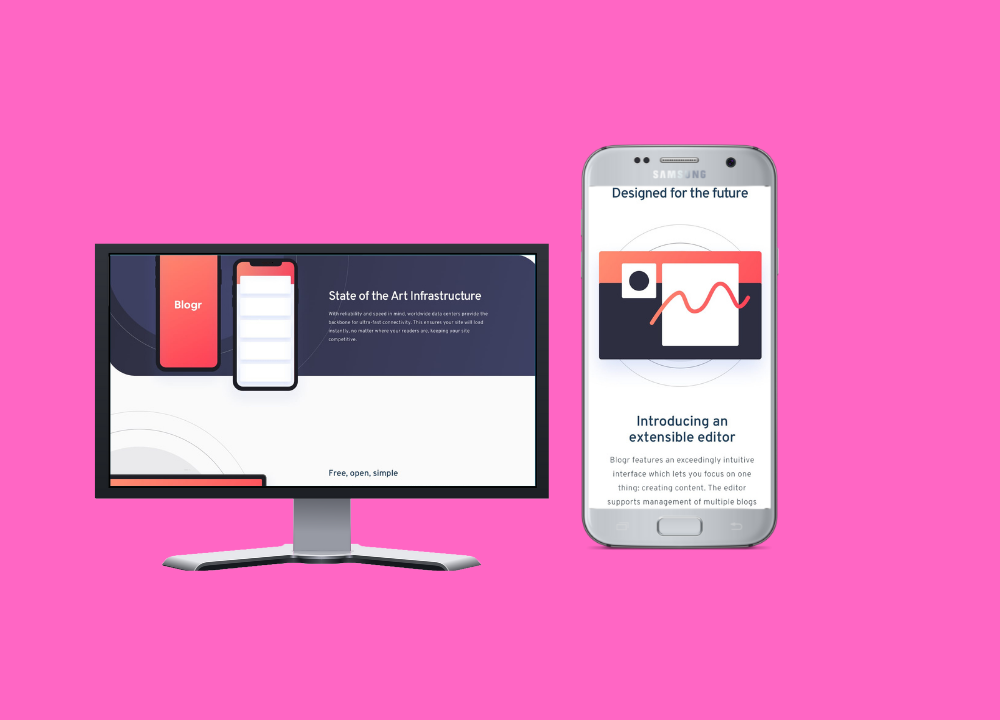 Blogr
State of the Art Infrastructure
With reliability and speed in mind, worldwide data centers provide the
backbone for ultra-fast connectivity. This ensures your site will load
instantly, no matter where your readers are, keeping your site
competitive.
Free, open, simple
SAMSUNG
Designed for the future
Introducing an
extensible editor
Blogr features an exceedingly intuitive
interface which lets you focus on one
thing: creating content. The editor
supports management of multiple blogs